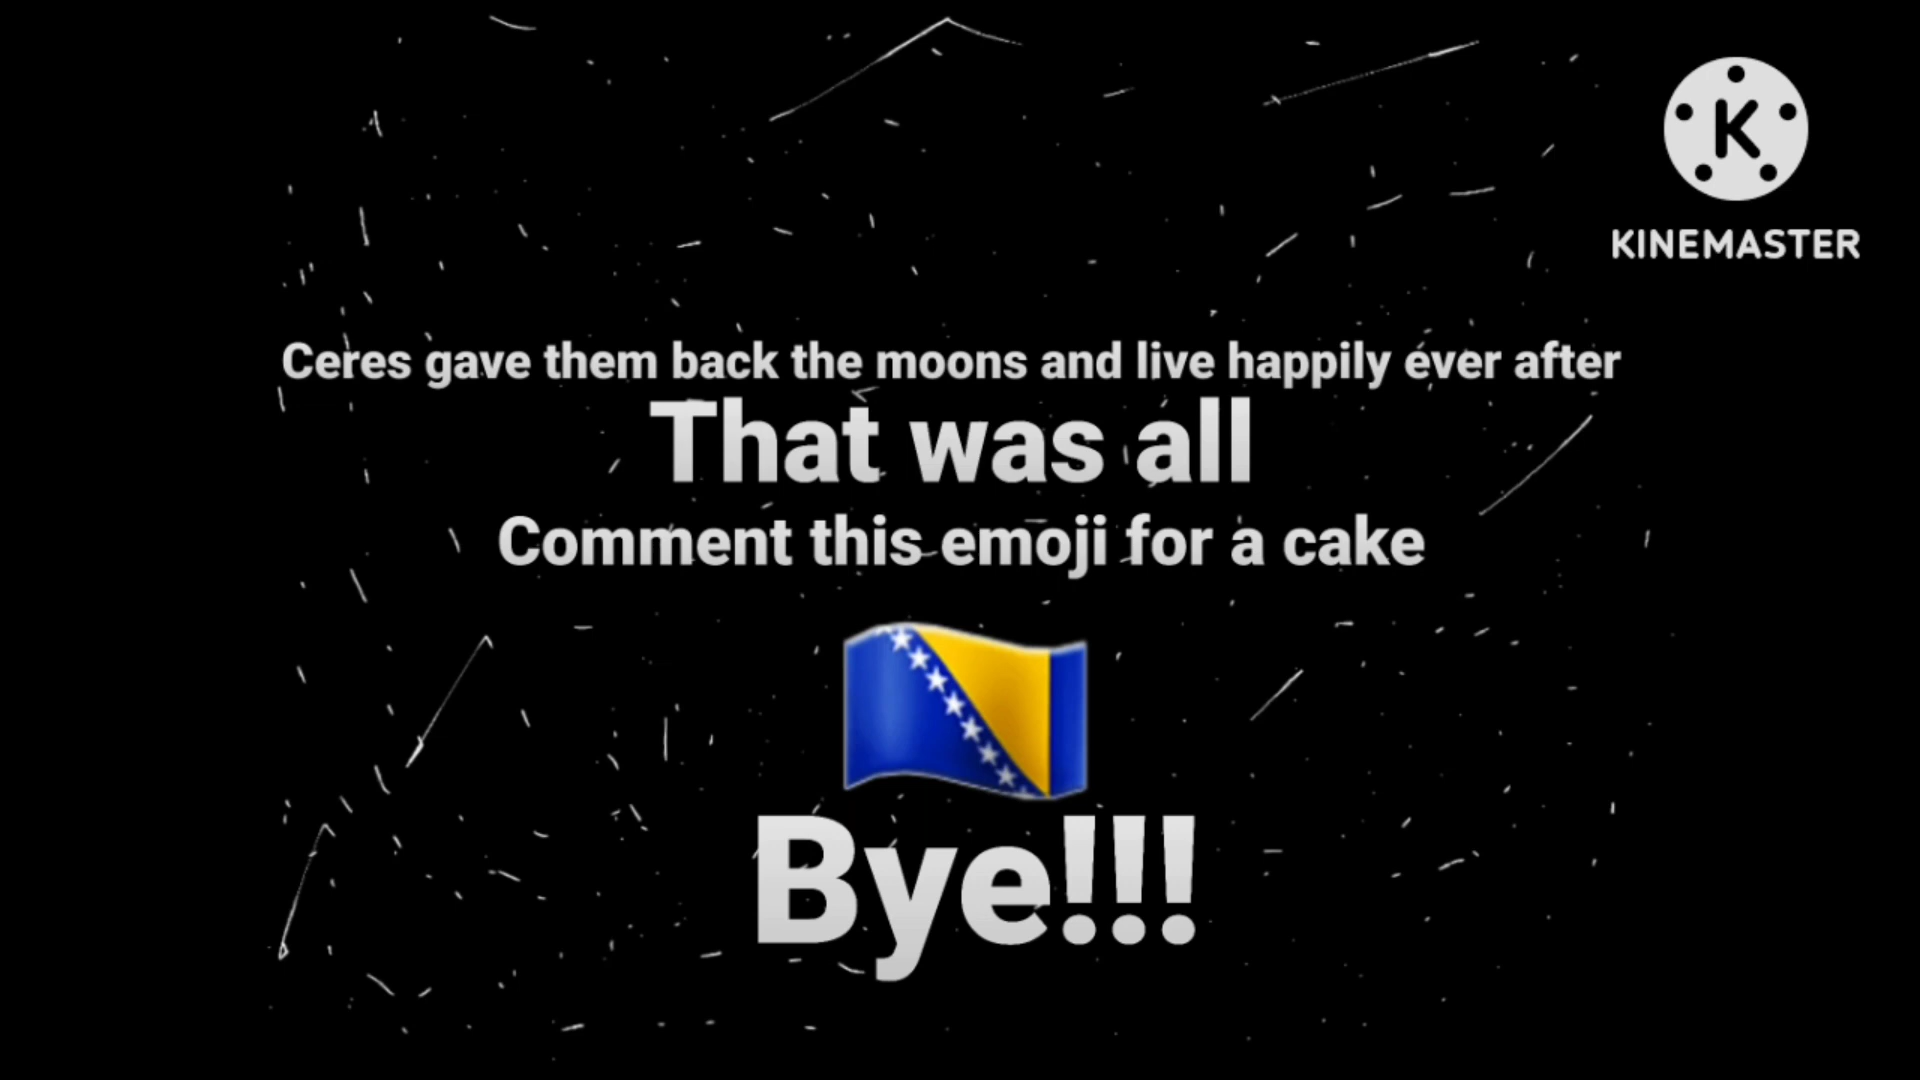 K
KINEMASTER
Ceres gave them back the moons and live happily ever after
That was all
Comment this emoji for a cake
Bye!!!